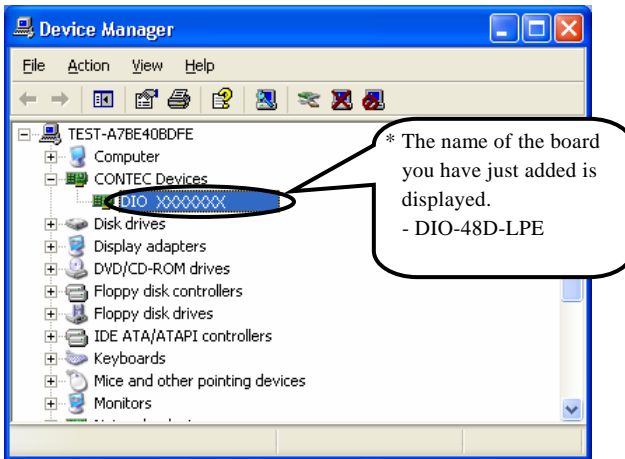 Device Manager
File Action View Help
TEST-A7BE40BDFE
Computer
CONTEC Devices
DIO XXXXXXX
Disk drives
Display adapters
DVD/CD-ROM drives
Floppy disk controllers
Floppy disk drives
IDE ATA/ATAPI controllers
Keyboards
Mice and other pointing devices
Monitors
* The name of the board
you have just added is
displayed.
- DIO-48D-LPE